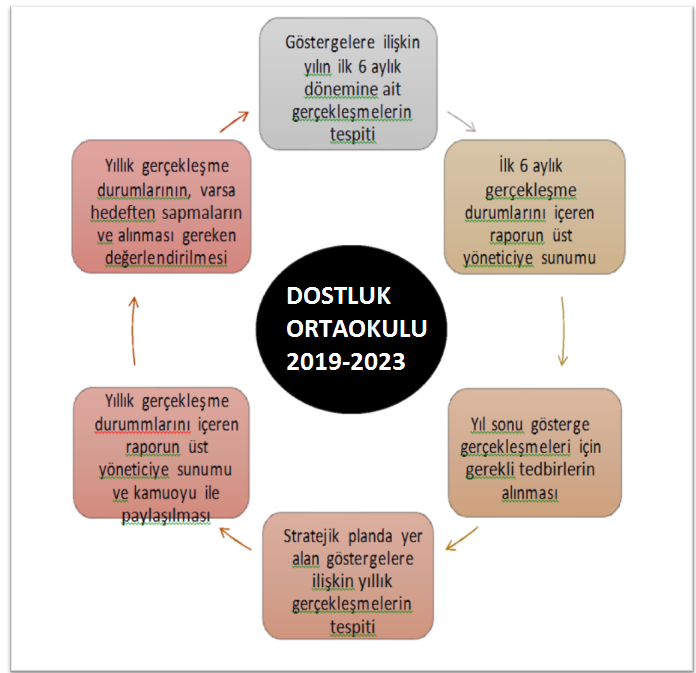 Göstergelere ilişkin
yılın ilk 6 aylık
dönemine ait
gerçekleşmelerin
tespiti
İlk 6 aylık
gerçekleşme
durumlarını içeren
raporun üst
yöneticiye sunumu
Yıl sonu gösterge
gerçekleşmeleri için
gerekli tedbirlerin
alınması
Stratejik planda yer
alan göstergelere
ilişkin yıllık
gerçekleşmelerin
tespiti
Yıllık gerçekleşme
durummlarını içeren
raporun üst
yöneticiye sunumu
ve kamuoyu ile
paylaşılması
Yıllık gerçekleşme
durumlarının, varsa
hedeften sapmaların
ve alınması gereken
değerlendirilmesi
DOSTLUK
ORTAOKULU
2019-2023